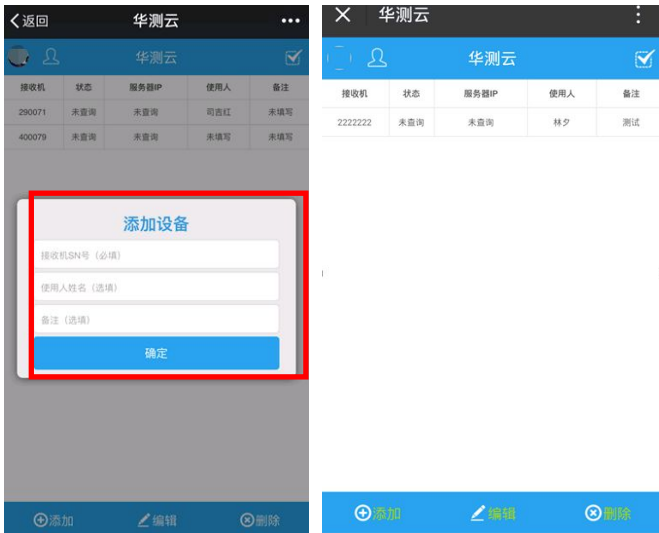 返回 华测云
华测云
接收机 状态 服务器IP 使用人 备注
290071 未查询 未查询 司吉红 未填写
400079 未查询 未查询 未填写 未填写
添加设备
接收机SN号（必填）
使用人姓名（选填）
备注（选填）
确定
添加 编辑 删除
华测云
华测云
接收机 状态 服务器IP 使用人 备注
2222222 未查询 未查询 林夕 测试
添加 编辑 删除